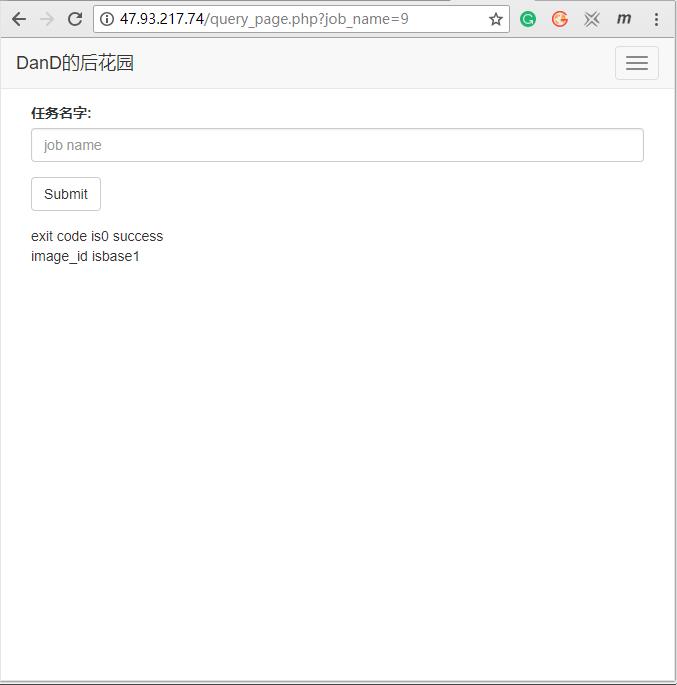 47.93.217.74/query_page.php?job_name=9
m
DanD的后花园
任务名字:
job name
Submit
exit code is0 success
image_id isbase1